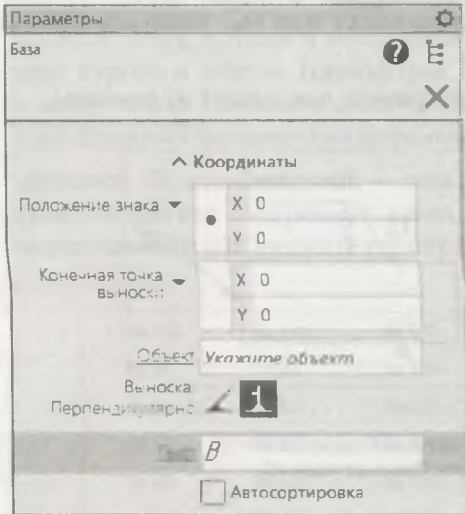 Параметры
База
Координаты
Положение знака
X 0
Y 0
Конечная точка
выноски
X 0
Y 0
Объект Укажите объект
Выноска
Перпендикулярно
Текст B
Автосортировка